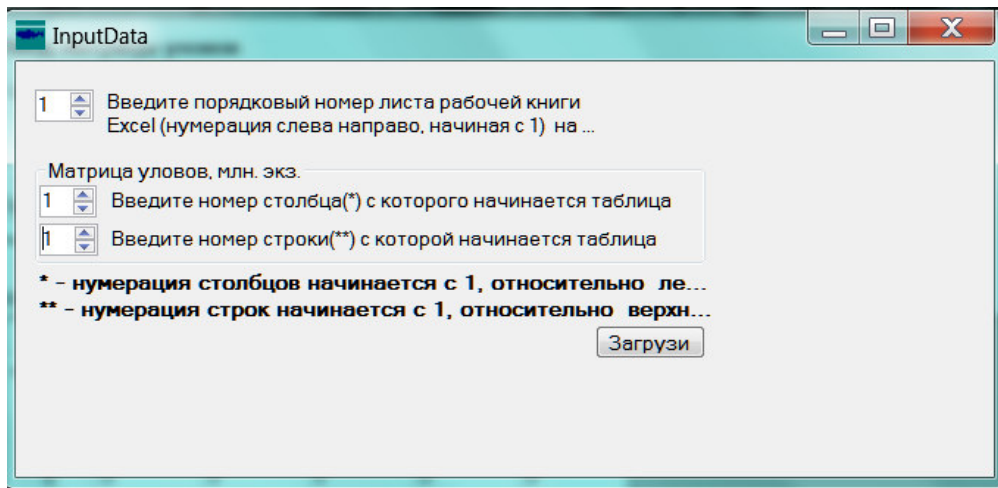 InputData
1 Введите порядковый номер листа рабочей книги
Excel (нумерация слева направо, начиная с 1) на ...
Матрица уловов, млн. экз.
1 Введите номер столбца(*) с которого начинается таблица
1 Введите номер строки(**) с которой начинается таблица
* - нумерация столбцов начинается с 1, относительно ле...
** - нумерация строк начинается с 1, относительно верхн...
Загрузи